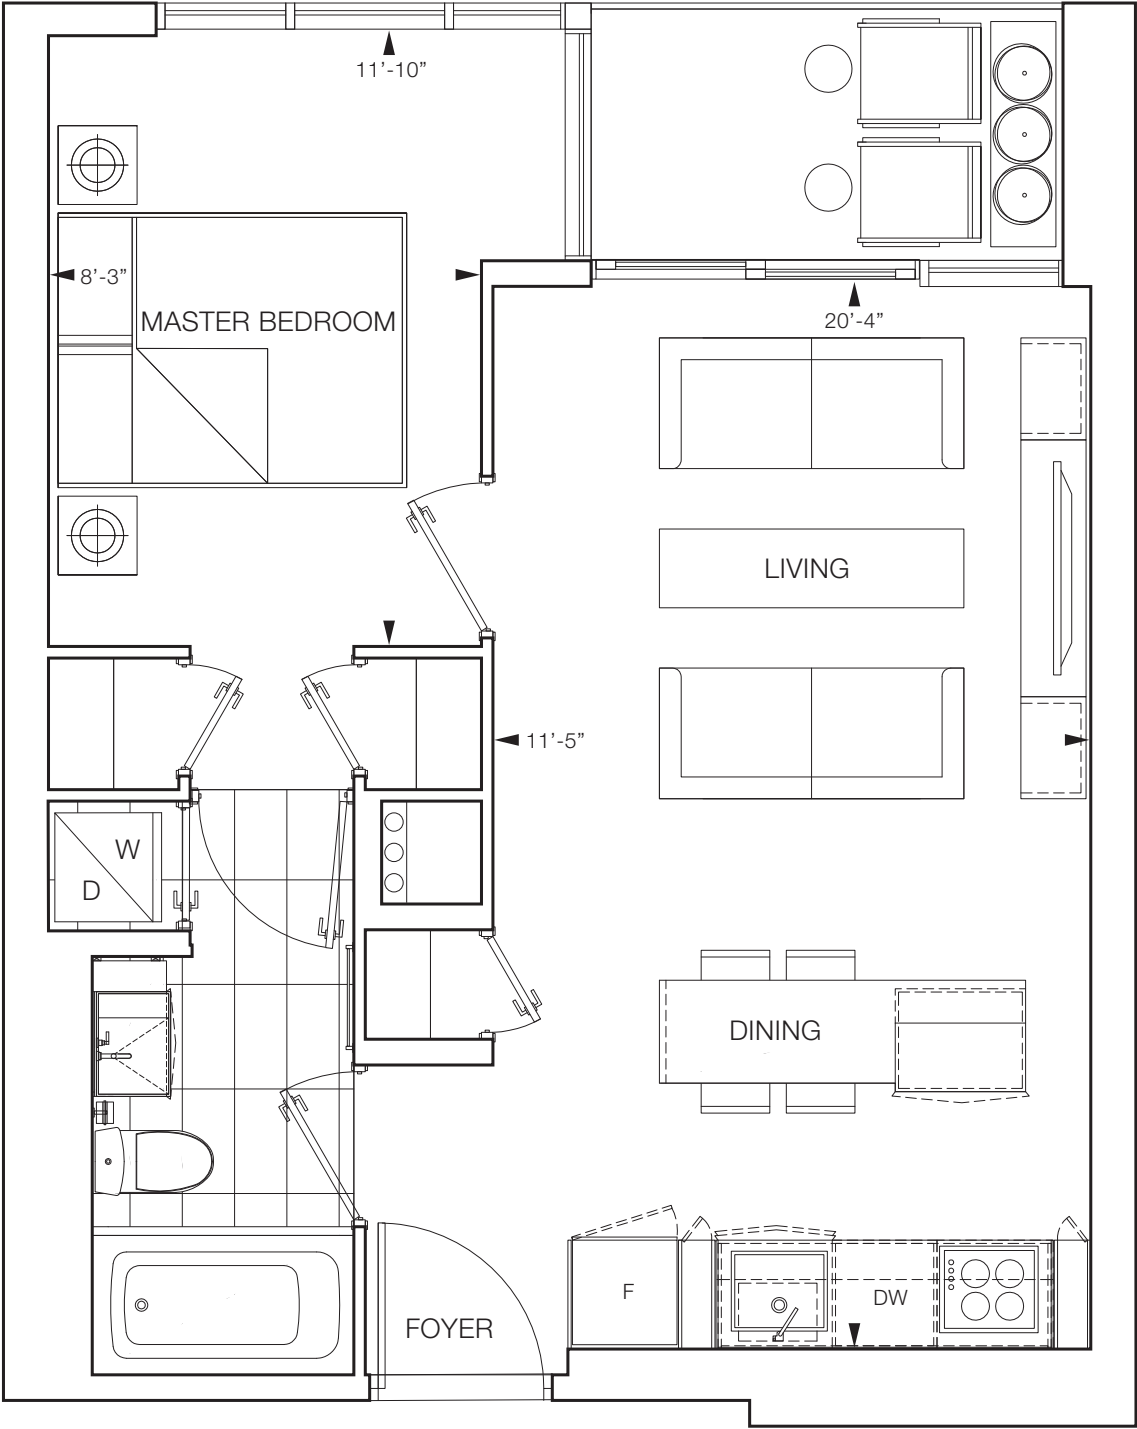 11’-10”
8’-3”
MASTER BEDROOM
20’-4”
LIVING
11’-5”
W
D
DINING
F
DW
FOYER